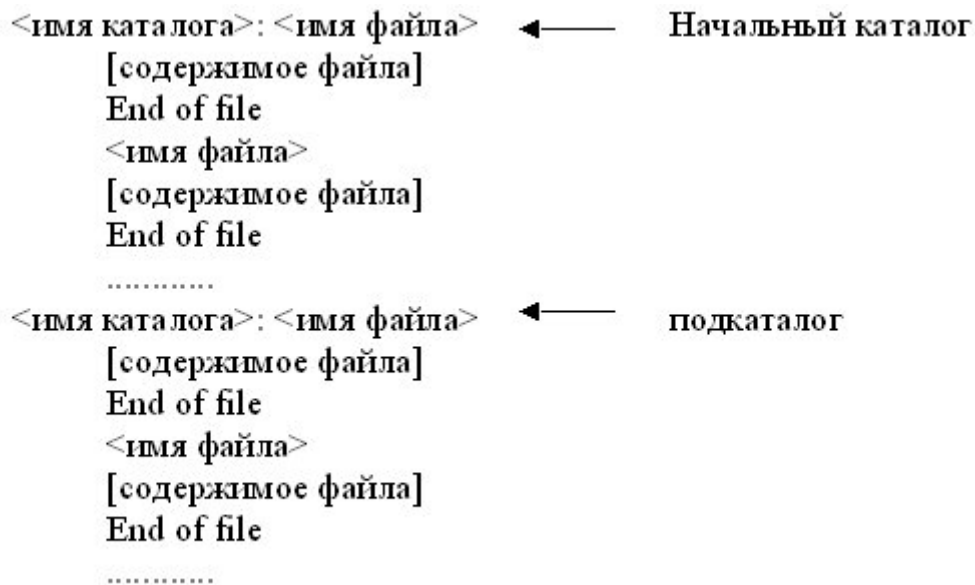 <имя каталога>: <имя файла> Начальный каталог
[содержимое файла]
End of file
<имя файла>
[содержимое файла]
End of file
............
<имя каталога>: <имя файла> подкаталог
[содержимое файла]
End of file
<имя файла>
[содержимое файла]
End of file
............